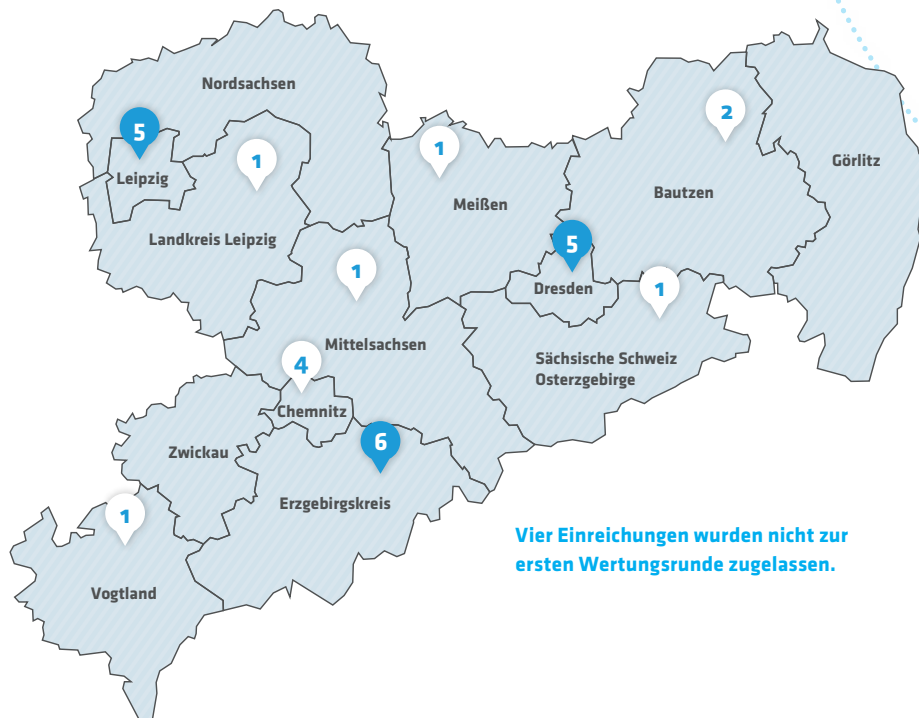 Nordsachsen
5
Leipzig
1
Landkreis Leipzig
1
Meißen
2
Bautzen
Görlitz
5
Dresden
1
Mittelsachsen
1
Sächsische Schweiz
Osterzgebirge
4
Chemnitz
Zwickau
6
Erzgebirgskreis
1
Vogtland
Vier Einreichungen wurden nicht zur
ersten Wertungsrunde zugelassen.